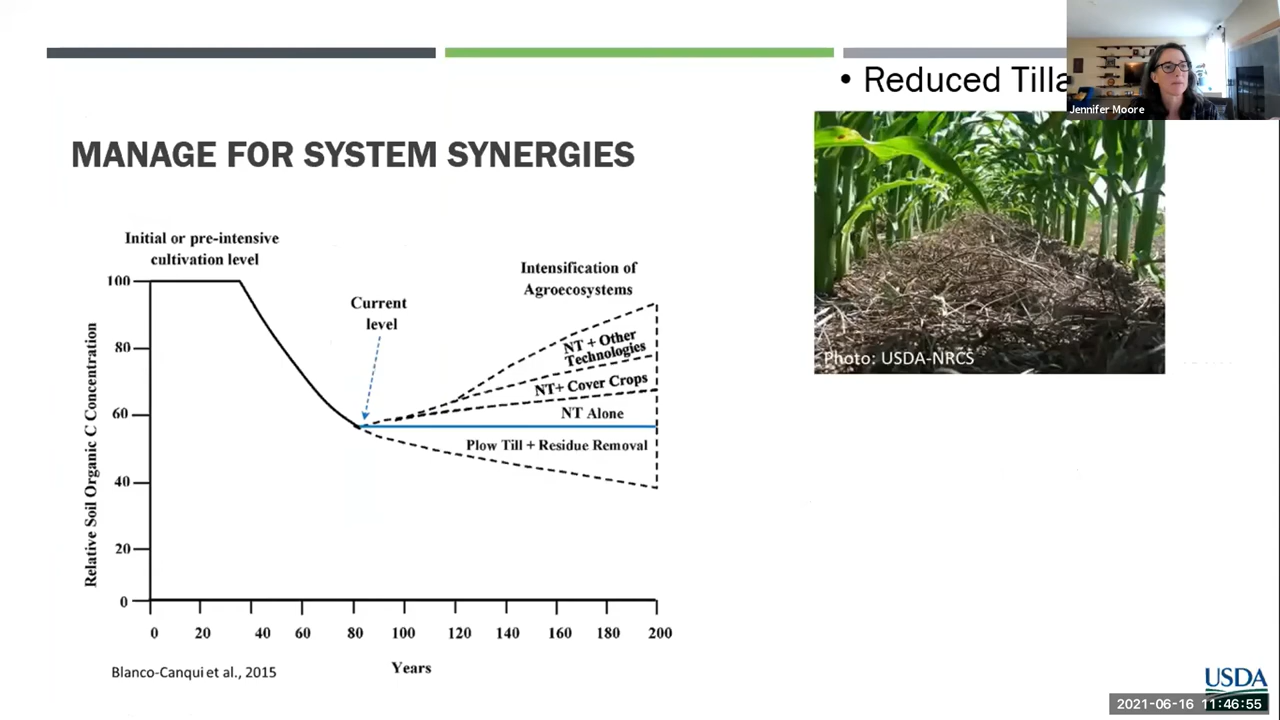 • Reduced Tilla
Jennifer Moore
MANAGE FOR SYSTEM SYNERGIES
Photo: USDA-NRCS
Initial or pre-intensive
cultivation level
Intensification of
Agroecosystems
Current
level
Relative Soil Organic C Concentration
100
80
60
40
20
0
NT + Other
Technologies
NT+ Cover Crops
NT Alone
Plow Till + Residue Removal
0 20 40 60 80 100 120 140 160 180 200
Years
Blanco-Canqui et al., 2015
USDA
2021-06-16 11:46:55